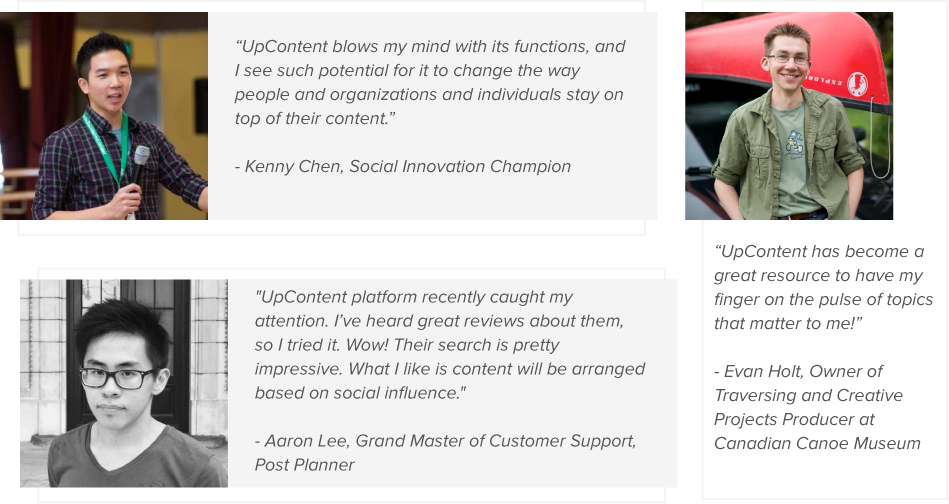 “UpContent blows my mind with its functions, and
I see such potential for it to change the way
people and organizations and individuals stay on
top of their content.”
- Kenny Chen, Social Innovation Champion
"UpContent platform recently caught my
attention. I’ve heard great reviews about them,
so I tried it. Wow! Their search is pretty
impressive. What I like is content will be arranged
based on social influence."
- Aaron Lee, Grand Master of Customer Support,
Post Planner
EXPLORER
“UpContent has become a
great resource to have my
finger on the pulse of topics
that matter to me!”
- Evan Holt, Owner of
Traversing and Creative
Projects Producer at
Canadian Canoe Museum